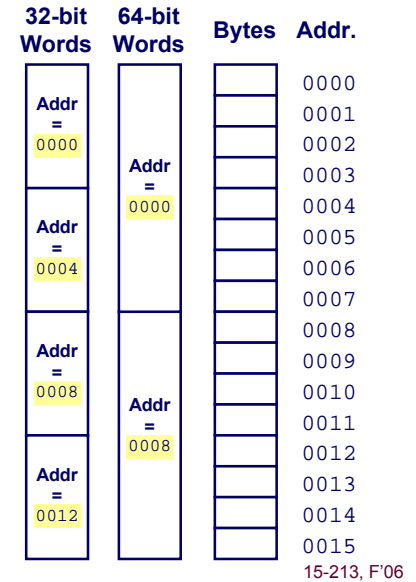 32-bit
Words
64-bit
Words
Bytes
Addr.
Addr
=
0000
Addr
=
0004
Addr
=
0008
Addr
=
0012
Addr
=
0000
Addr
=
0008
0000
0001
0002
0003
0004
0005
0006
0007
0008
0009
0010
0011
0012
0013
0014
0015
15-213, F'06